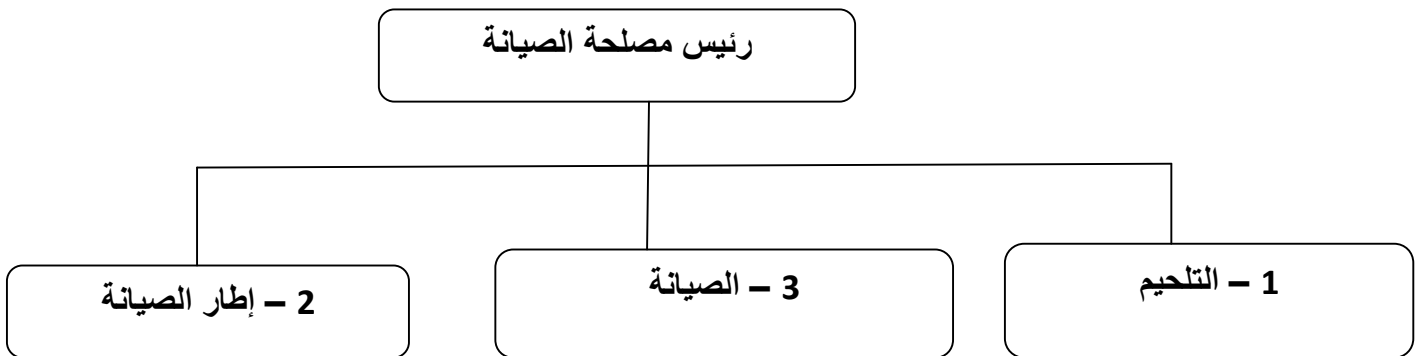 رئيس مصلحة الصيانة
1 – التلحيم
3 – الصيانة
2 – إطار الصيانة